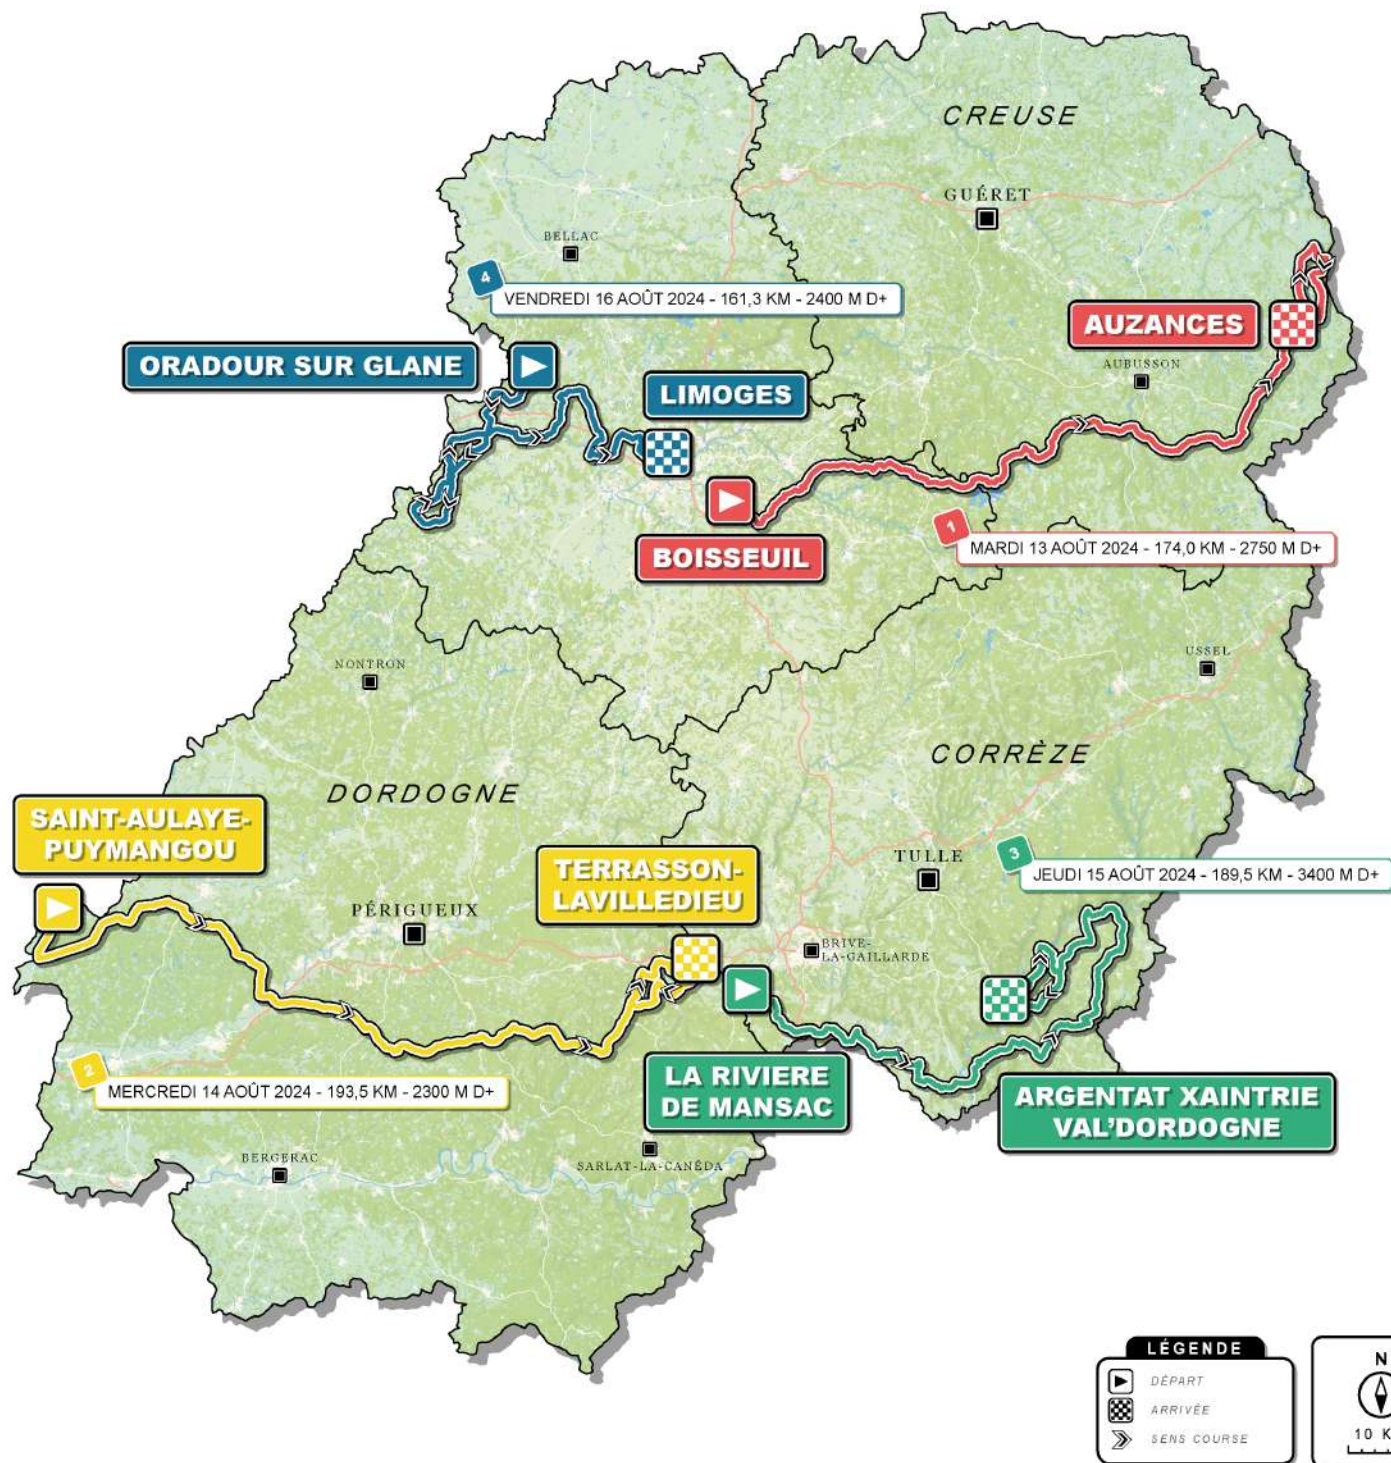 CREUSE
GUÉRET
BELLAC
4
VENDREDI 16 AOÛT 2024 - 161,3 KM - 2400 M D+
AUZANCES
ORADOUR SUR GLANE
AUBUSSON
LIMOGES
BOISSEUIL
1
MARDI 13 AOÛT 2024 - 174,0 KM - 2750 M D+
NONTRON
USSEL
CORRÈZE
DORDOGNE
SAINT-AULAYE-
PUYMANGOU
TERRASSON-
LAVILLEDIEU
TULLE
3
JEUDI 15 AOÛT 2024 - 189,5 KM - 3400 M D+
PÉRIGUEUX
BRIVE-
LA-GAILLARDE
LA RIVIERE
DE MANSAC
ARGENTAT XAINTRIE
VAL'DORDOGNE
2
MERCREDI 14 AOÛT 2024 - 193,5 KM - 2300 M D+
BERGERAC
SARLAT-LA-CANÉDA
LÉGENDE
DÉPART
ARRIVÉE
SENS COURSE
N
10 K